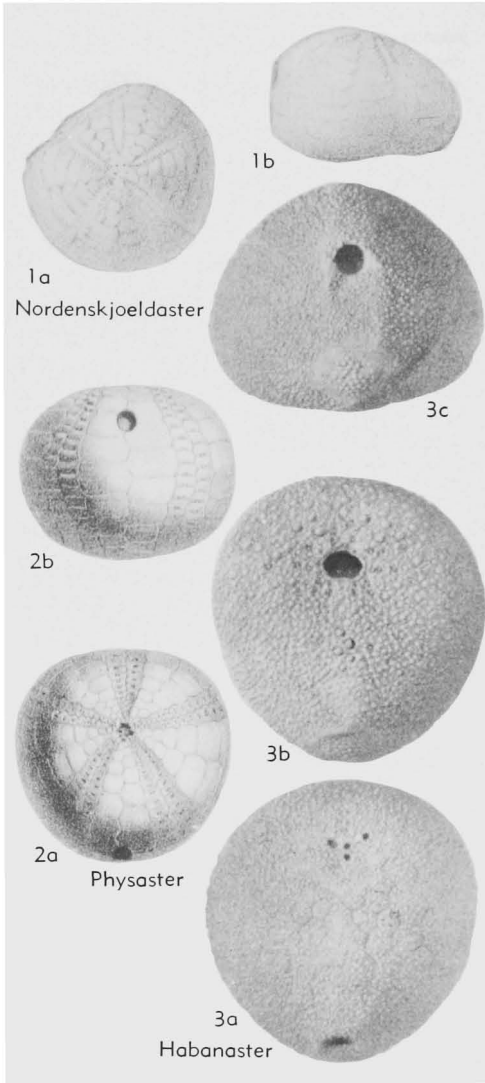 1b
1a
Nordenskjoeldaster
3c
2b
3b
2a
Physaster
3a
Habanaster